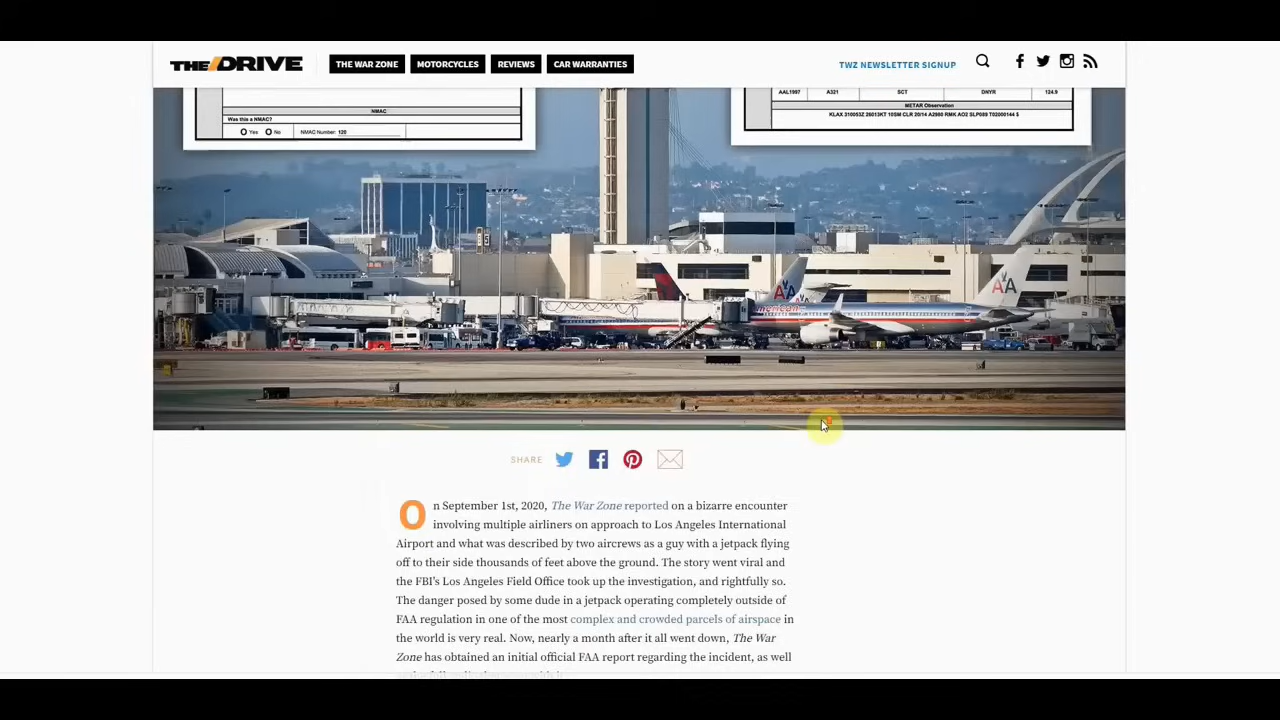 THE/DRIVE
THE WAR ZONE
MOTORCYCLES
REVIEWS
CAR WARRANTIES
TWZ NEWSLETTER SIGNUP
NMAC
Was this a NMAC?
Yes No NMAC Number: 120
AAL1997 A321 SCT DNYR 124.9
METAR Observation
KLAX 310053Z 26013KT 10SM CLR 20/14 A2980 RMK AO2 SLP089 T02000144 $
American
SHARE
On September 1st, 2020, The War Zone reported on a bizarre encounter
involving multiple airliners on approach to Los Angeles International
Airport and what was described by two aircrews as a guy with a jetpack flying
off to their side thousands of feet above the ground. The story went viral and
the FBI’s Los Angeles Field Office took up the investigation, and rightfully so.
The danger posed by some dude in a jetpack operating completely outside of
FAA regulation in one of the most complex and crowded parcels of airspace in
the world is very real. Now, nearly a month after it all went down, The War
Zone has obtained an initial official FAA report regarding the incident, as well